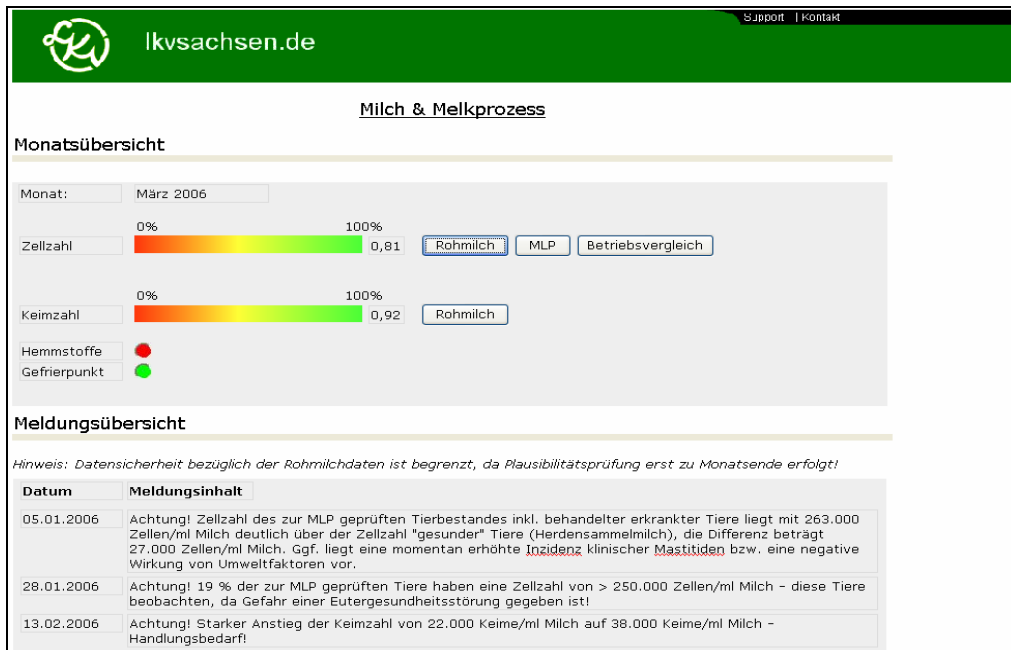 Support | Kontakt
LKV
lkvsachsen.de
Milch & Melkprozess
Monatsübersicht
Monat: März 2006
0% 100%
Zellzahl 0,81 Rohmilch MLP Betriebsvergleich
0% 100%
Keimzahl 0,92 Rohmilch
Hemmstoffe
Gefrierpunkt
Meldungsübersicht
Hinweis: Datensicherheit bezüglich der Rohmilchdaten ist begrenzt, da Plausibilitätsprüfung erst zu Monatsende erfolgt!
Datum Meldungsinhalt
05.01.2006 Achtung! Zellzahl des zur MLP geprüften Tierbestandes inkl. behandelter erkrankter Tiere liegt mit 263.000
Zellen/ml Milch deutlich über der Zellzahl "gesunder" Tiere (Herdensammelmilch), die Differenz beträgt
27.000 Zellen/ml Milch. Ggf. liegt eine momentan erhöhte Inzidenz klinischer Mastitiden bzw. eine negative
Wirkung von Umweltfaktoren vor.
28.01.2006 Achtung! 19 % der zur MLP geprüften Tiere haben eine Zellzahl von > 250.000 Zellen/ml Milch – diese Tiere
beobachten, da Gefahr einer Eutergesundheitsstörung gegeben ist!
13.02.2006 Achtung! Starker Anstieg der Keimzahl von 22.000 Keime/ml Milch auf 38.000 Keime/ml Milch –
Handlungsbedarf!